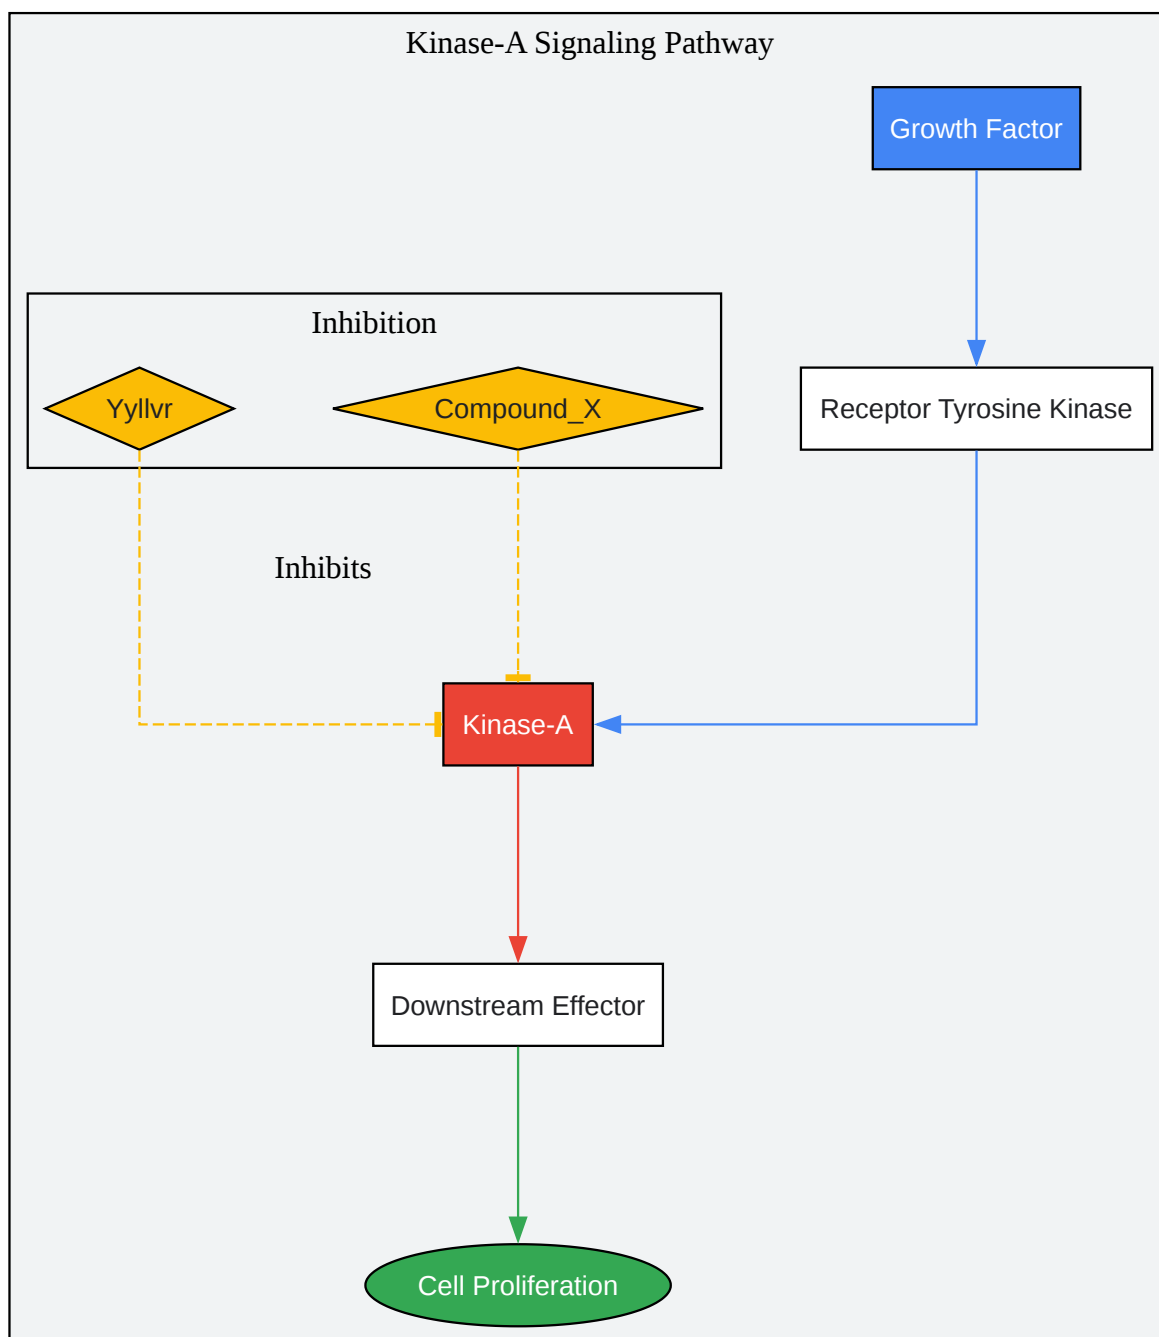 Kinase-A Signaling Pathway
Growth Factor
Inhibition
Yyllvr
Compound_X
Receptor Tyrosine Kinase
Inhibits
Kinase-A
Downstream Effector
Cell Proliferation